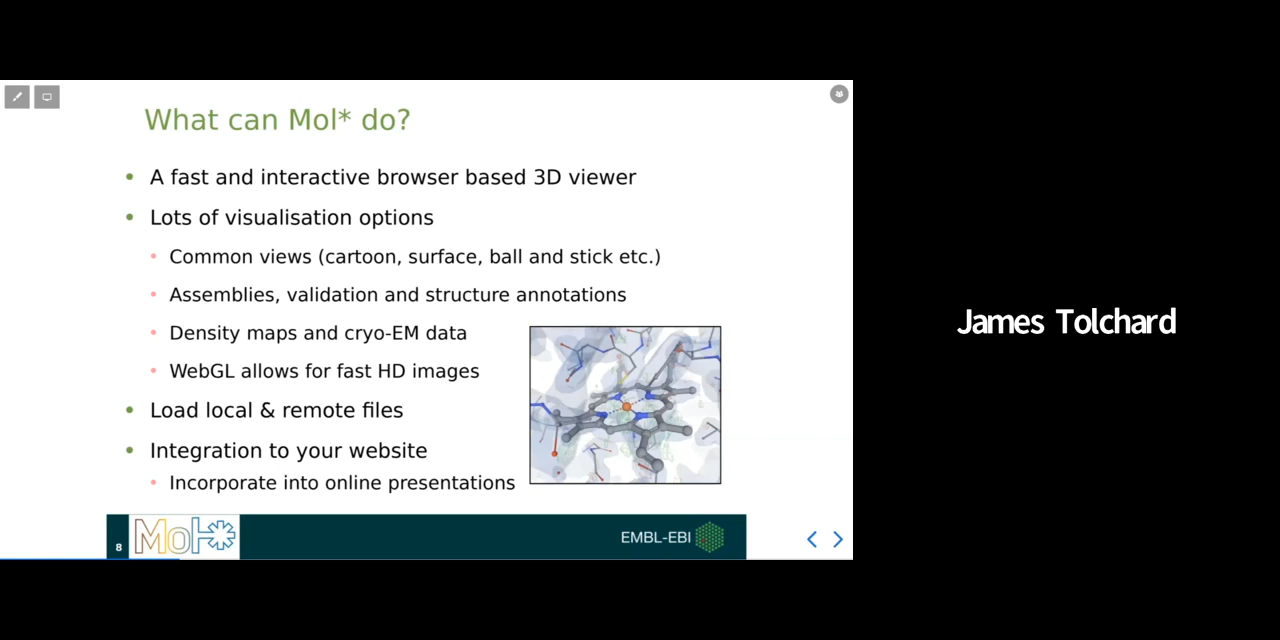 What can Mol* do?
A fast and interactive browser based 3D viewer
Lots of visualisation options
Common views (cartoon, surface, ball and stick etc.)
Assemblies, validation and structure annotations
Density maps and cryo-EM data
WebGL allows for fast HD images
Load local & remote files
Integration to your website
Incorporate into online presentations
8
Mol*
EMBL-EBI
James Tolchard